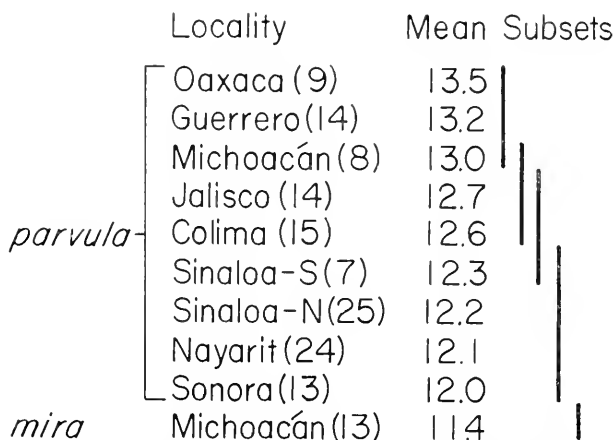 Locality Mean Subsets
Oaxaca (9) 13.5
Guerrero (14) 13.2
Michoacán (8) 13.0
Jalisco (14) 12.7
parvula Colima (15) 12.6
Sinaloa-S (7) 12.3
Sinaloa-N (25) 12.2
Nayarit (24) 12.1
Sonora (13) 12.0
mira Michoacán (13) 11.4